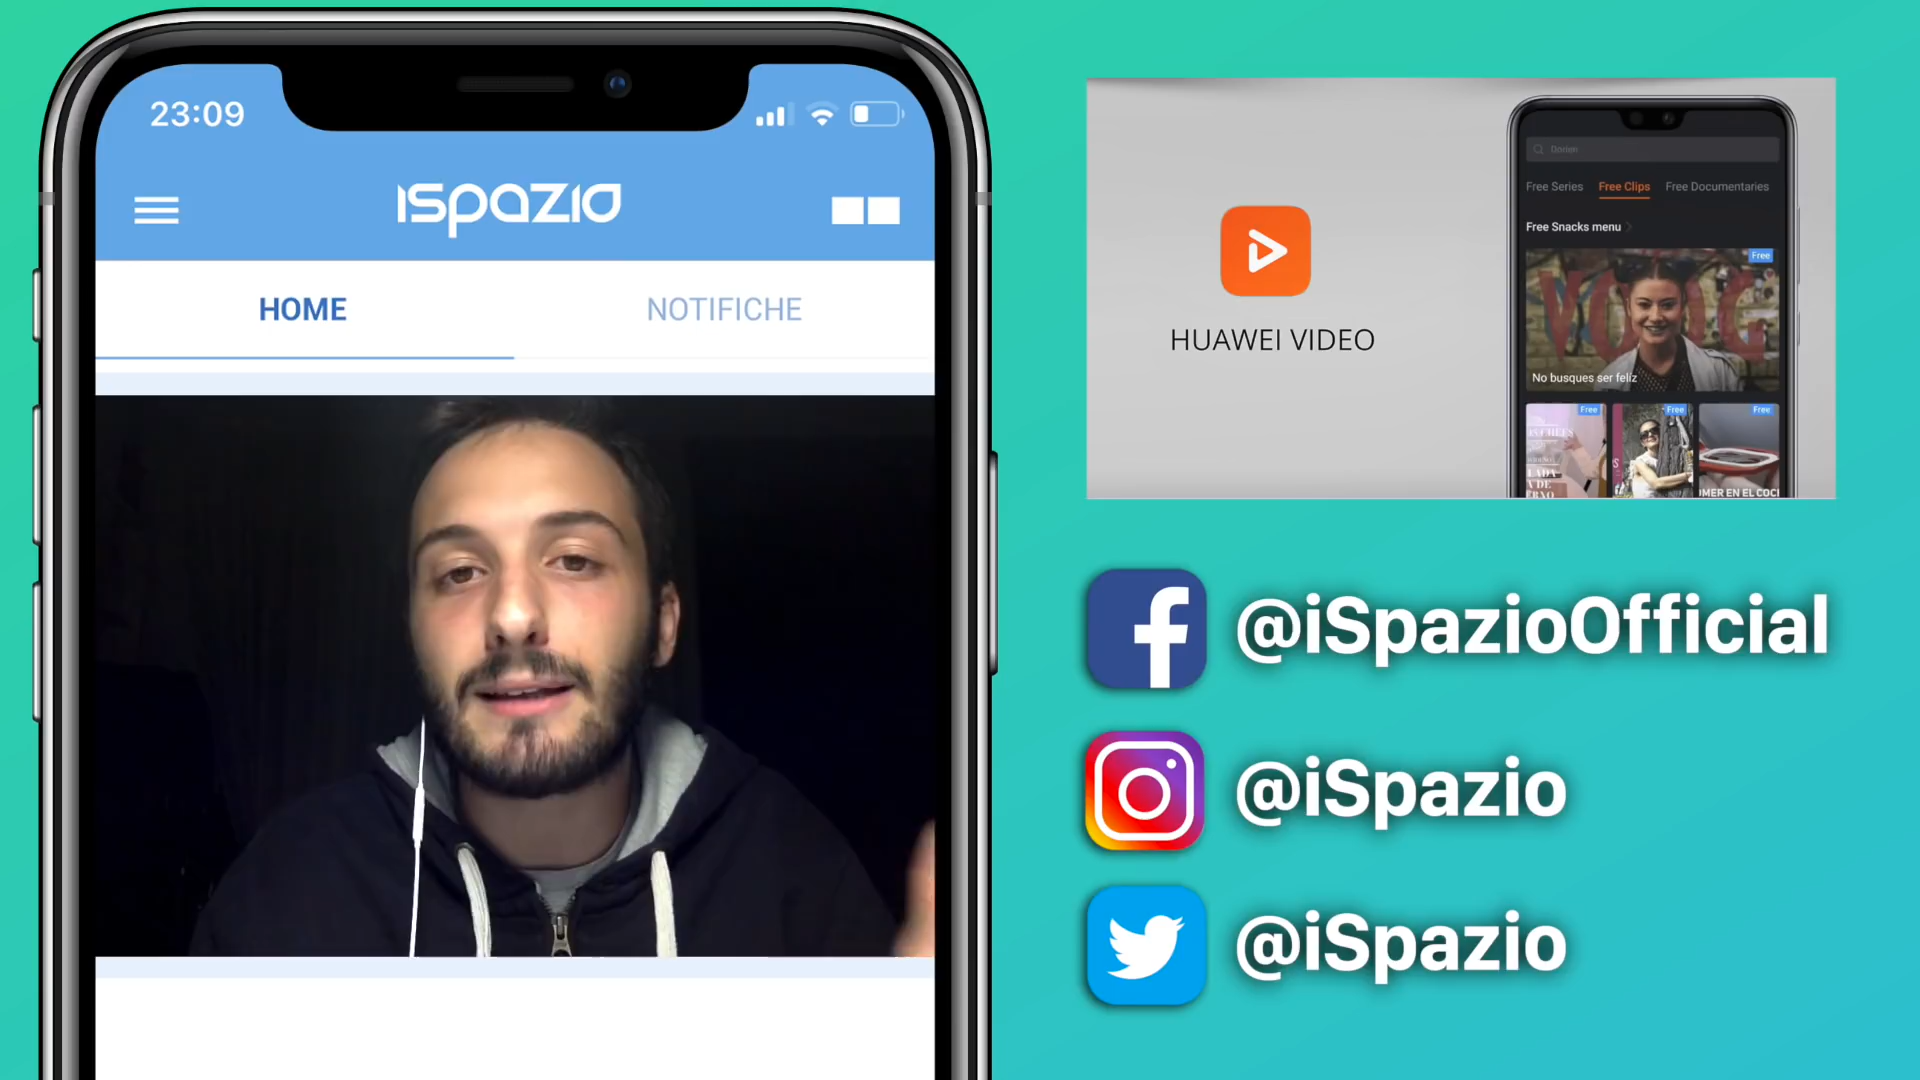 23:09
iSpazio
HOME
NOTIFICHE
HUAWEI VIDEO
Free Series
Free Clips
Free Documentaries
Free Snacks menu
Free
No busques ser feliz
Free
Free
Free
@iSpazioOfficial
@iSpazio
@iSpazio